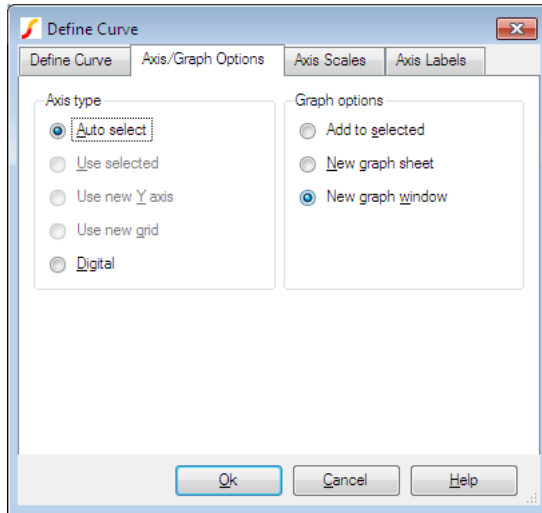 Define Curve
Define Curve Axis/Graph Options Axis Scales Axis Labels
Axis type
Auto select
Use selected
Use new Y axis
Use new grid
Digital
Graph options
Add to selected
New graph sheet
New graph window
Ok Cancel Help